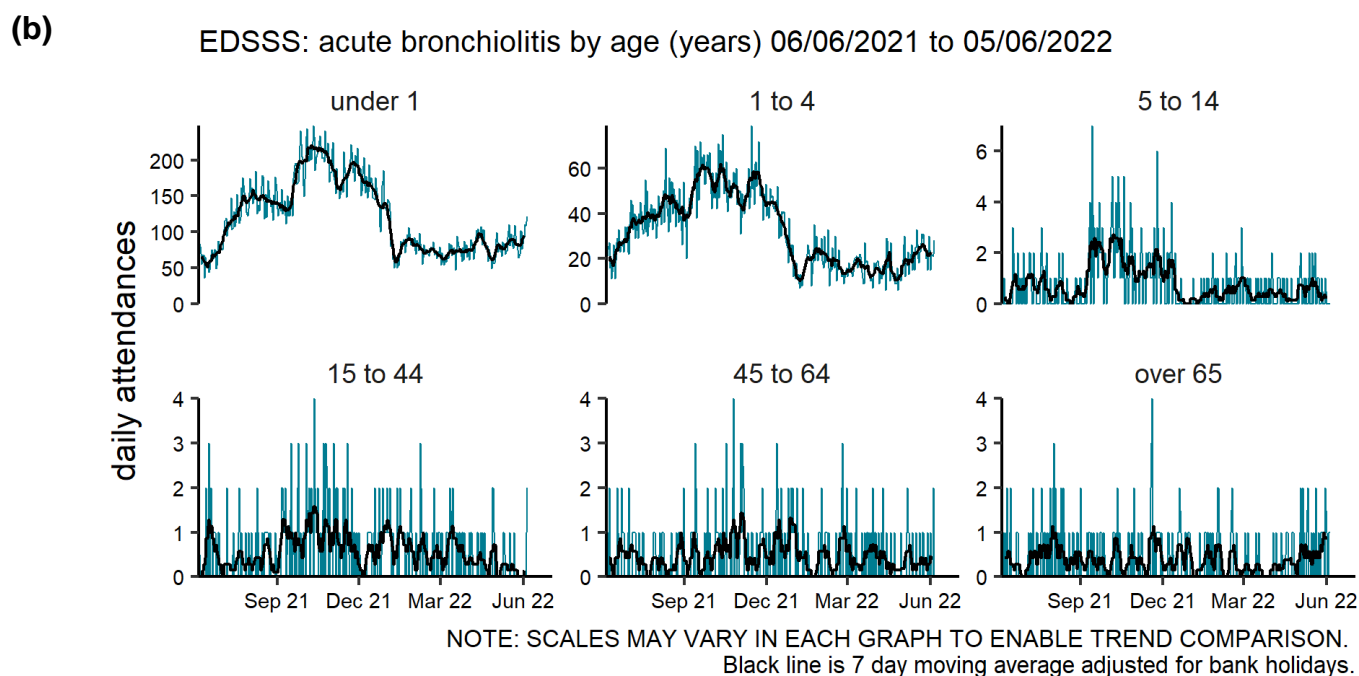 (b)
EDSSS: acute bronchiolitis by age (years) 06/06/2021 to 05/06/2022
under 1
1 to 4
5 to 14
200
150
100
50
0
60
40
20
0
6
4
2
0
daily attendances
15 to 44
45 to 64
over 65
4
3
2
1
0
4
3
2
1
0
4
3
2
1
0
Sep 21 Dec 21 Mar 22 Jun 22
Sep 21 Dec 21 Mar 22 Jun 22
Sep 21 Dec 21 Mar 22 Jun 22
NOTE: SCALES MAY VARY IN EACH GRAPH TO ENABLE TREND COMPARISON.
Black line is 7 day moving average adjusted for bank holidays.